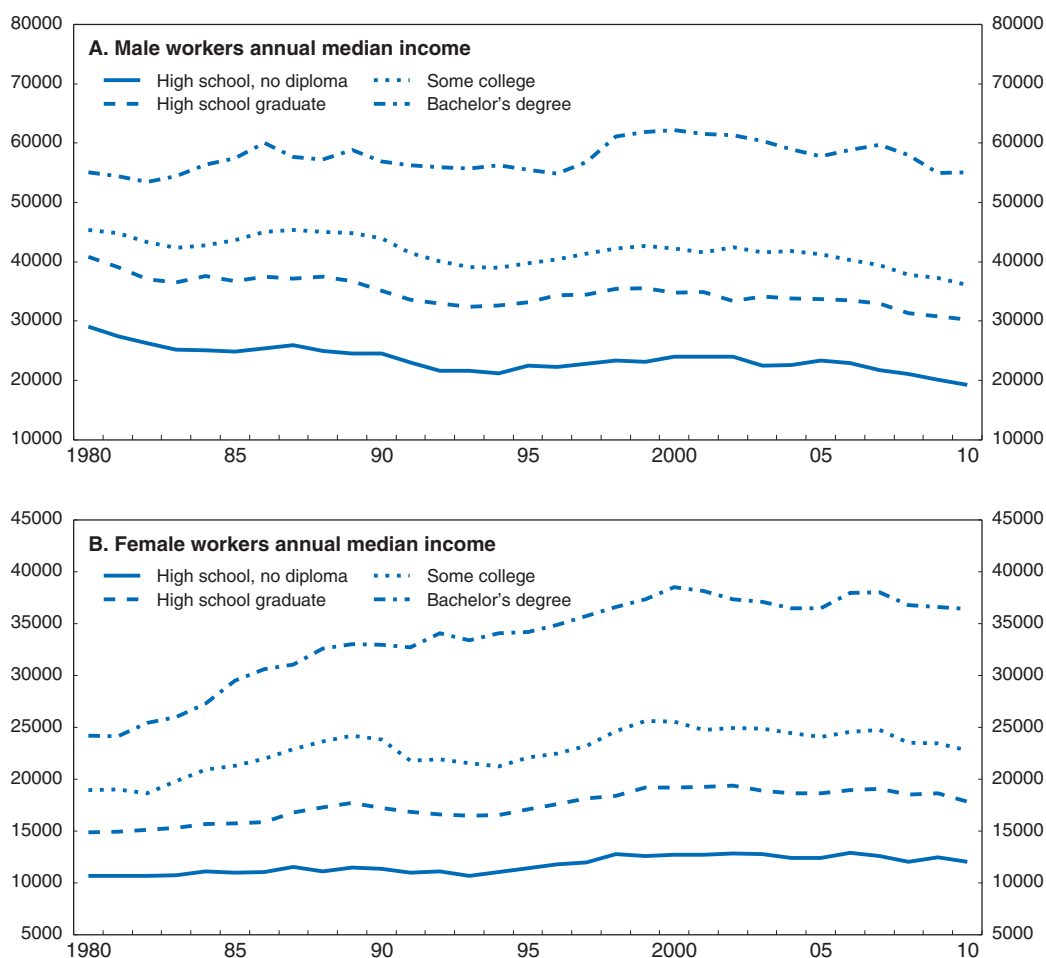 A. Male workers annual median income
High school, no diploma
Some college
High school graduate
Bachelor's degree
80000 80000
70000 70000
60000 60000
50000 50000
40000 40000
30000 30000
20000 20000
10000 10000
1980 85 90 95 2000 05 10
B. Female workers annual median income
High school, no diploma
Some college
High school graduate
Bachelor's degree
45000 45000
40000 40000
35000 35000
30000 30000
25000 25000
20000 20000
15000 15000
10000 10000
5000 5000
1980 85 90 95 2000 05 10